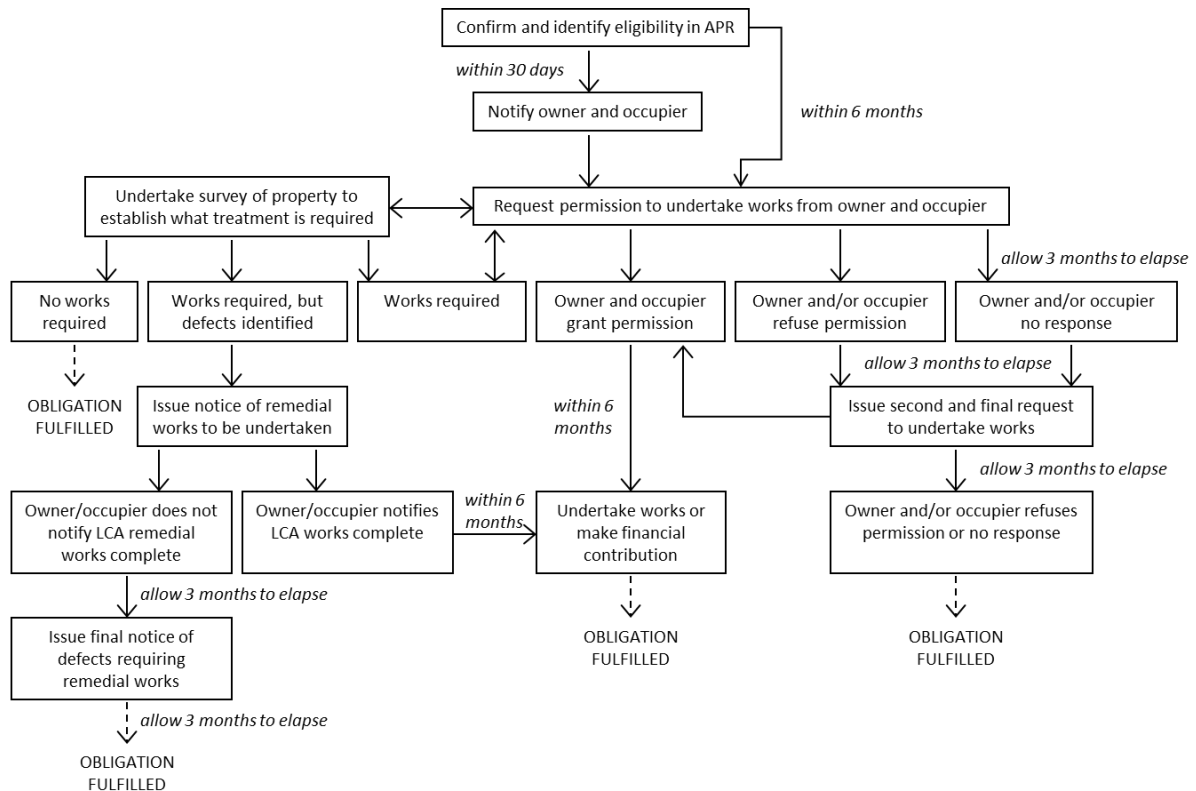 Confirm and identify eligibility in APR
within 30 days
Notify owner and occupier
within 6 months
Undertake survey of property to
establish what treatment is required
Request permission to undertake works from owner and occupier
allow 3 months to elapse
No works
required
Works required, but
defects identified
Works required
Owner and occupier
grant permission
Owner and/or occupier
refuse permission
Owner and/or occupier
no response
allow 3 months to elapse
OBLIGATION
FULFILLED
Issue notice of remedial
works to be undertaken
within 6
months
Issue second and final request
to undertake works
allow 3 months to elapse
Owner/occupier does not
notify LCA remedial
works complete
Owner/occupier notifies
LCA works complete
within 6
months
Undertake works or
make financial
contribution
Owner and/or occupier refuses
permission or no response
allow 3 months to elapse
Issue final notice of
defects requiring
remedial works
OBLIGATION
FULFILLED
OBLIGATION
FULFILLED
allow 3 months to elapse
OBLIGATION
FULFILLED